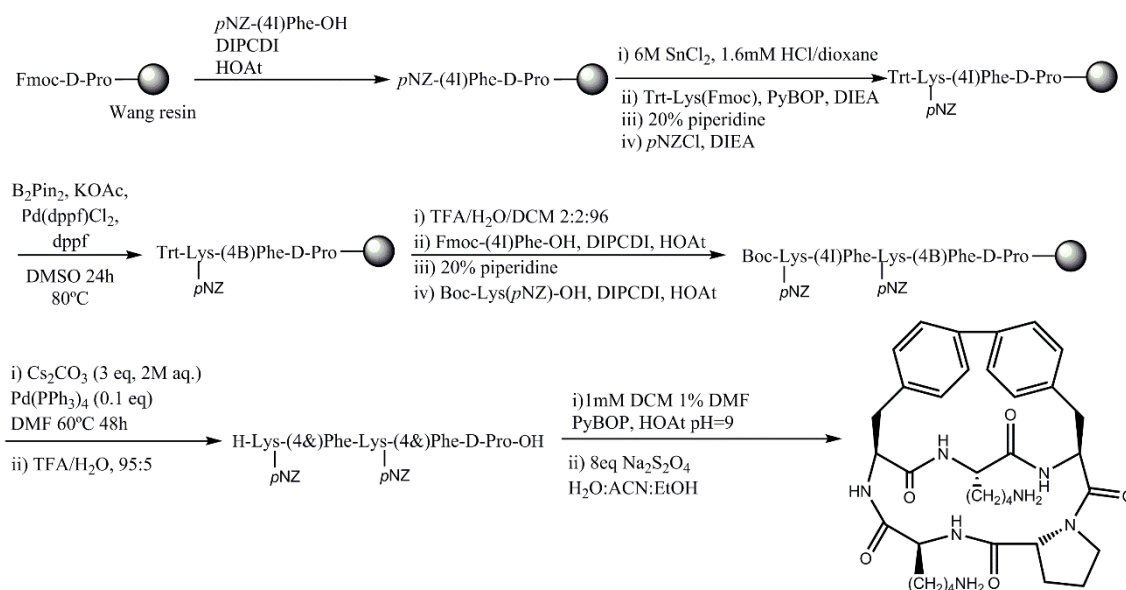 Fmoc-D-Pro
Wang resin
pNZ-(4I)Phe-OH
DIPCDI
HOAt
pNZ-(4I)Phe-D-Pro
i) 6M SnCl₂, 1.6mM HCl/dioxane
ii) Trt-Lys(Fmoc), PyBOP, DIEA
iii) 20% piperidine
iv) pNZCl, DIEA
Trt-Lys-(4I)Phe-D-Pro
pNZ
B₂Pin₂, KOAc,
Pd(dppf)Cl₂,
dppf
DMSO 24h
80ºC
Trt-Lys-(4B)Phe-D-Pro
pNZ
i) TFA/H₂O/DCM 2:2:96
ii) Fmoc-(4I)Phe-OH, DIPCDI, HOAt
iii) 20% piperidine
iv) Boc-Lys(pNZ)-OH, DIPCDI, HOAt
Boc-Lys-(4I)Phe-Lys-(4B)Phe-D-Pro
pNZ pNZ
i) Cs₂CO₃ (3 eq, 2M aq.)
Pd(PPh₃)₄ (0.1 eq)
DMF 60ºC 48h
ii) TFA/H₂O, 95:5
H-Lys-(4&)Phe-Lys-(4&)Phe-D-Pro-OH
pNZ pNZ
i)1mM DCM 1% DMF
PyBOP, HOAt pH=9
ii) 8eq Na₂S₂O₄
H₂O:ACN:EtOH
O
H
N
O
N
H
(CH₂)₄NH₂
O
HN
H
N
N
O
O
O
(CH₂)₄NH₂